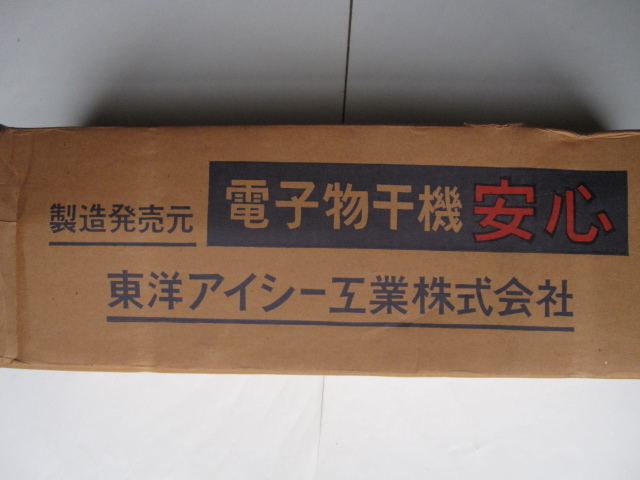 製造発売元
電子物干機 安心
東洋アイシー工業株式会社